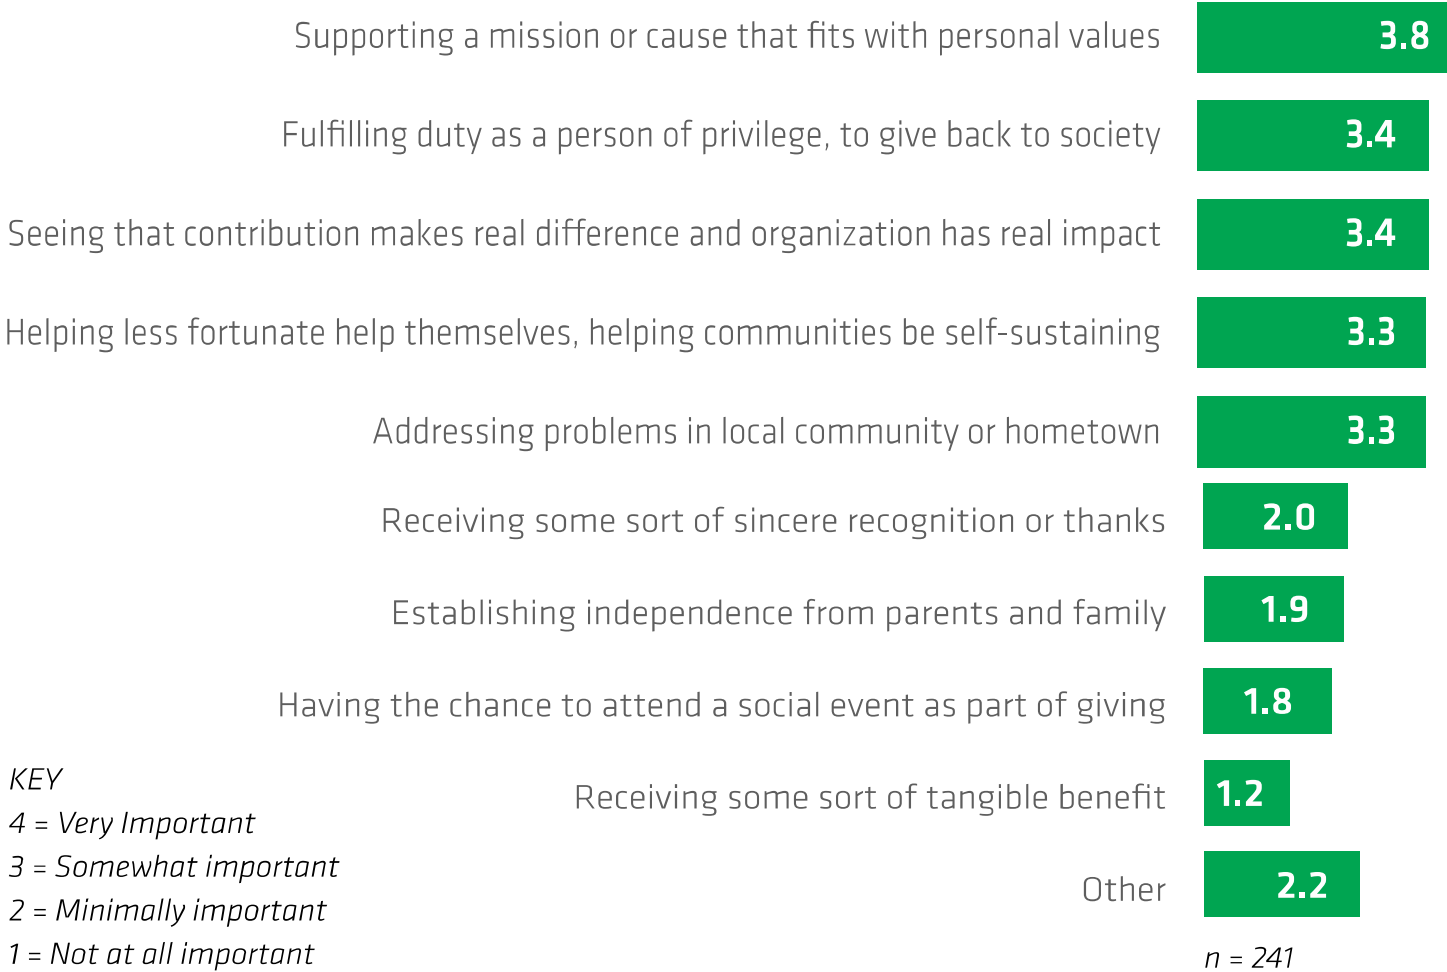 Supporting a mission or cause that fits with personal values 3.8
Fulfilling duty as a person of privilege, to give back to society 3.4
Seeing that contribution makes real difference and organization has real impact 3.4
Helping less fortunate help themselves, helping communities be self-sustaining 3.3
Addressing problems in local community or hometown 3.3
Receiving some sort of sincere recognition or thanks 2.0
Establishing independence from parents and family 1.9
Having the chance to attend a social event as part of giving 1.8
Receiving some sort of tangible benefit 1.2
Other 2.2
KEY
4 = Very Important
3 = Somewhat important
2 = Minimally important
1 = Not at all important
n = 241